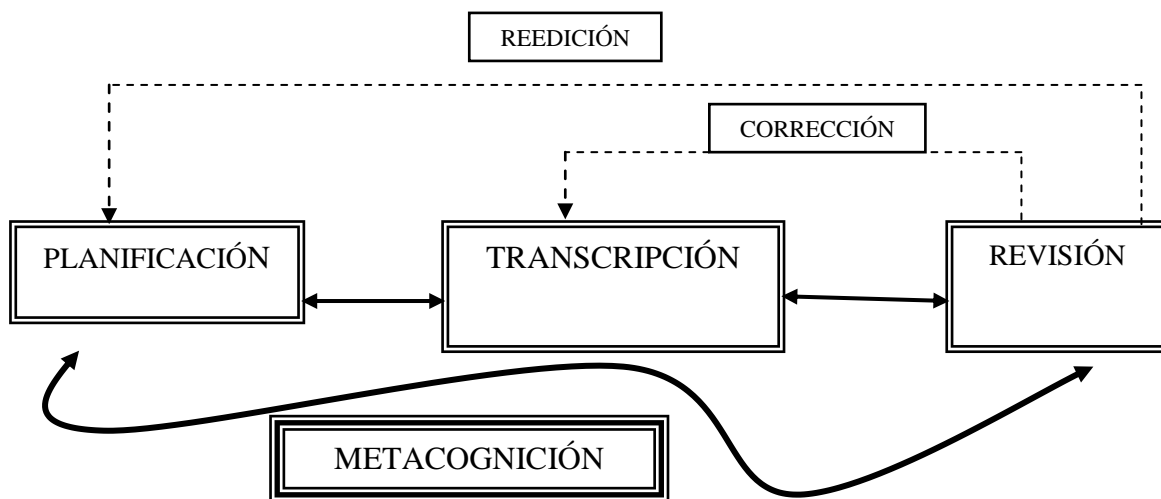 REEDICIÓN
CORRECCIÓN
PLANIFICACIÓN
TRANSCRIPCIÓN
REVISIÓN
METACOGNICIÓN